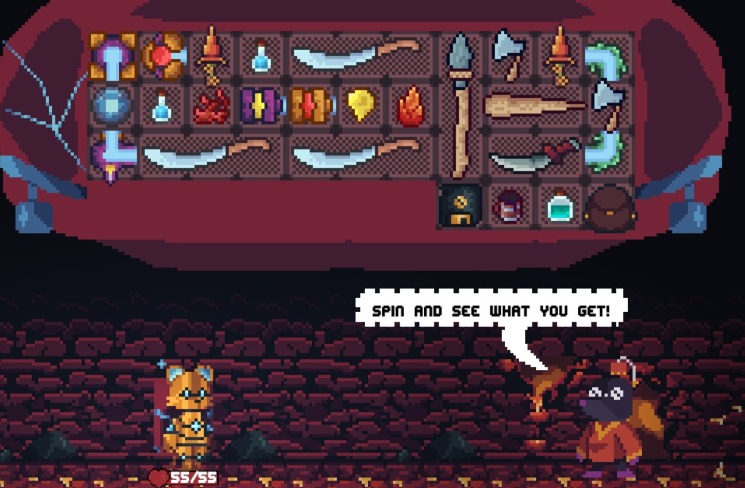 SPIN AND SEE WHAT YOU GET!
55/55